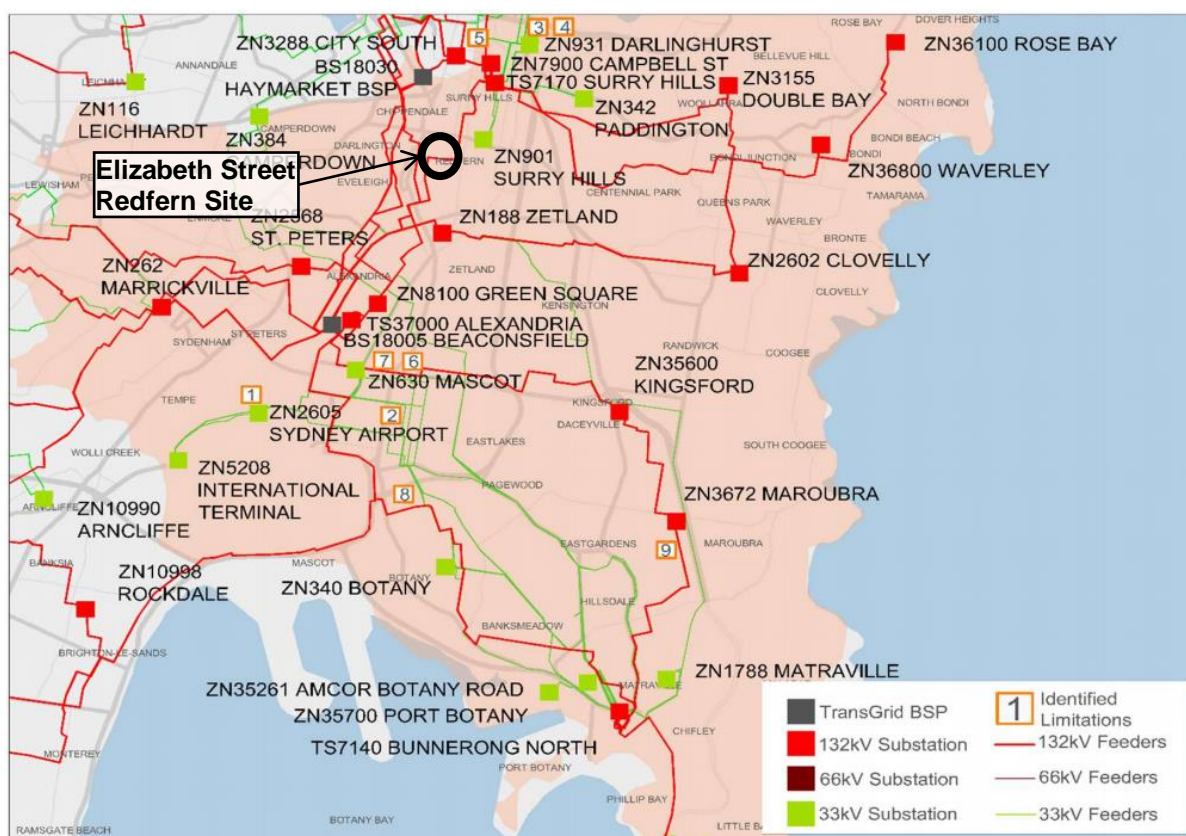 ROSE BAY
DOVER HEIGHTS
ZN3288 CITY SOUTH
5
3
4
ZN931 DARLINGHURST
BELLEVUE HILL
ZN36100 ROSE BAY
ANNANDALE
BS18030
HAYMARKET BSP
ZN7900 CAMPBELL ST
TS7170 SURRY HILLS
ZN3155
DOUBLE BAY
SURRY HILLS
WOOLLAHRA
NORTH BONDI
ZN116
LEICHHARDT
CHIPPENDALE
ZN342
PADDINGTON
CAMPERDOWN
ZN384
DARLINGTON
BONDI BEACH
BONDI
BONDI JUNCTION
Elizabeth Street
Redfern Site
ZN901
SURRY HILLS
ZN36800 WAVERLEY
EVELEIGH
LEWISHAM
CENTENNIAL PARK
TAMARAMA
QUEENS PARK
ST. PETERS
ZN188 ZETLAND
WAVERLEY
BRONTE
ZN262
MARRICKVILLE
ALEXANDRIA
ZETLAND
ZN2602 CLOVELLY
CLOVELLY
ZN8100 GREEN SQUARE
KENSINGTON
TS37000 ALEXANDRIA
BS18005 BEACONSFIELD
ST PETERS
SYDENHAM
RANDWICK
COOGEE
7
6
ZN630 MASCOT
ZN35600
KINGSFORD
TEMPE
1
ZN2605
SYDNEY AIRPORT
2
KINGSFORD
DACEYVILLE
EASTLAKES
SOUTH COOGEE
WOLLI CREEK
ZN5208
INTERNATIONAL
TERMINAL
PAGEWOOD
8
ZN3672 MAROUBRA
ARNCLIFFE
ZN10990
ARNCLIFFE
EASTGARDENS
MAROUBRA
9
BANKSIA
ZN10998
ROCKDALE
MASCOT
ZN340 BOTANY
BOTANY
HILLSDALE
BANKSMEADOW
BRIGHTON-LE-SANDS
ZN1788 MATRAVILLE
ZN35261 AMCOR BOTANY ROAD
MATRAVILLE
ZN35700 PORT BOTANY
CHIFLEY
TS7140 BUNNERONG NORTH
MONTEREY
PORT BOTANY
PHILLIP BAY
BOTANY BAY
RAMSGATE BEACH
TransGrid BSP
132kV Substation
66kV Substation
33kV Substation
1 Identified
Limitations
132kV Feeders
66kV Feeders
33kV Feeders